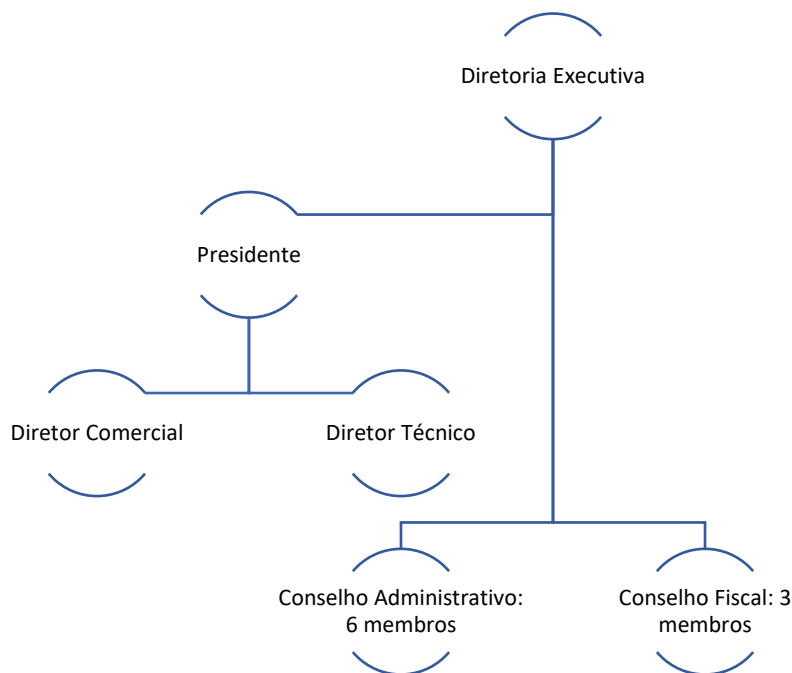 Diretoria Executiva
Presidente
Diretor Comercial
Diretor Técnico
Conselho Administrativo:
6 membros
Conselho Fiscal: 3
membros